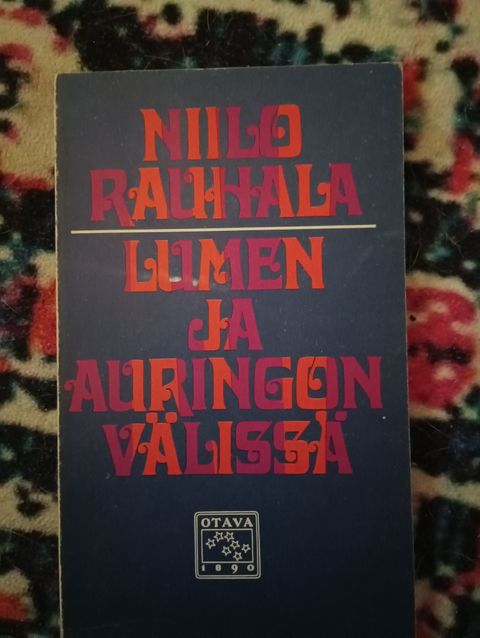 NIILO
RAUHALA
LUMEN
JA
AURINGON
VÄLISSÄ
OTAVA
1890